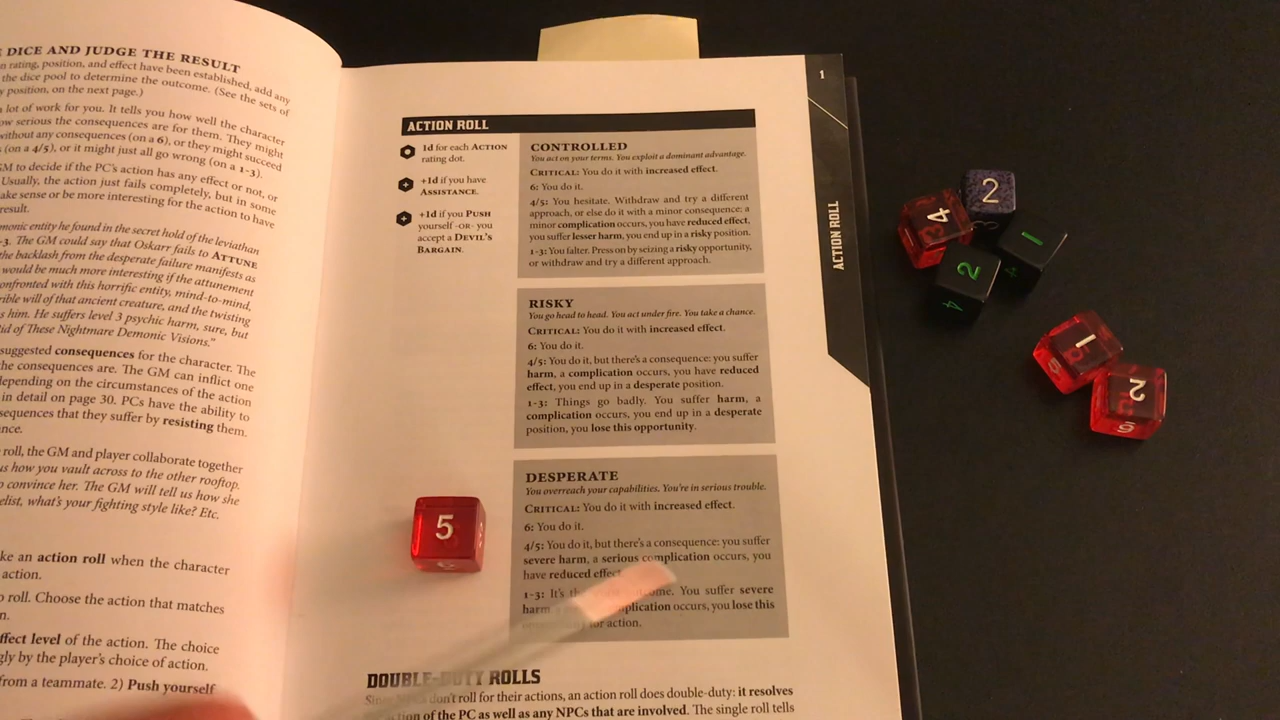 E DICE AND JUDGE THE RESULT
n rating, position, and effect have been established, add any
the dice pool to determine the outcome. (See the sets of
y position, on the next page.)
a lot of work for you. It tells you how well the character
ow serious the consequences are for them. They might
without any consequences (on a 6), or they might succeed
(on a 4/5), or it might just all go wrong (on a 1-3).
GM to decide if the PC's action has any effect or not, or
Usually, the action just fails completely, but in some
ake sense or be more interesting for the action to have
result.
monic entity he found in the secret hold of the leviathan
-3. The GM could say that Oskarr fails to ATTUNE
the backlash from the desperate failure manifests as
would be much more interesting if the attunement
onfronted with this horrific entity, mind-to-mind,
rible will of that ancient creature, and the twisting
s him. He suffers level 3 psychic harm, sure, but
id of These Nightmare Demonic Visions."
suggested consequences for the character. The
he consequences are. The GM can inflict one
depending on the circumstances of the action
in detail on page 30. PCs have the ability to
sequences that they suffer by resisting them.
ance.
roll, the GM and player collaborate together
us how you vault across to the other rooftop.
o convince her. The GM will tell us how she
elist, what's your fighting style like? Etc.
ke an action roll when the character
action.
o roll. Choose the action that matches
n.
ffect level of the action. The choice
gly by the player's choice of action.
from a teammate. 2) Push yourself
1
ACTION ROLL
1d for each ACTION
rating dot.
+1d if you have
ASSISTANCE.
+1d if you PUSH
yourself -OR- you
accept a DEVIL'S
BARGAIN.
CONTROLLED
You act on your terms. You exploit a dominant advantage.
CRITICAL: You do it with increased effect.
6: You do it.
4/5: You hesitate. Withdraw and try a different
approach, or else do it with a minor consequence: a
minor complication occurs, you have reduced effect,
you suffer lesser harm, you end up in a risky position.
1-3: You falter. Press on by seizing a risky opportunity,
or withdraw and try a different approach.
RISKY
You go head to head. You act under fire. You take a chance.
CRITICAL: You do it with increased effect.
6: You do it.
4/5: You do it, but there's a consequence: you suffer
harm, a complication occurs, you have reduced
effect, you end up in a desperate position.
1-3: Things go badly. You suffer harm, a
complication occurs, you end up in a desperate
position, you lose this opportunity.
DESPERATE
You overreach your capabilities. You're in serious trouble.
CRITICAL: You do it with increased effect.
6: You do it.
4/5: You do it, but there's a consequence: you suffer
severe harm, a serious complication occurs, you
have reduced effect
1-3: It's the outcome. You suffer severe
harm complication occurs, you lose this
for action.
DOUBLE-DUTY ROLLS
Since don't roll for their actions, an action roll does double-duty: it resolves
action of the PC as well as any NPCs that are involved. The single roll tells
ACTION ROLL
5
4
2
3
1
2
4
4
1
5
2
6